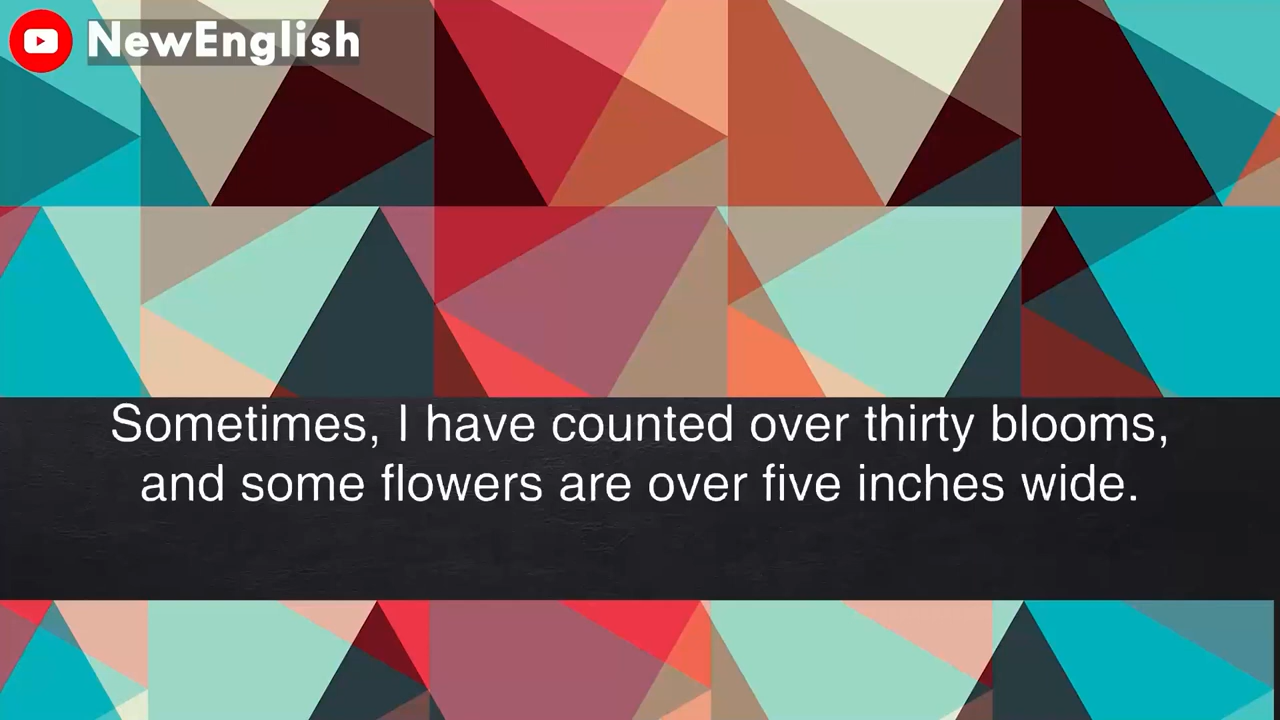 NewEnglish
Sometimes, I have counted over thirty blooms,
and some flowers are over five inches wide.